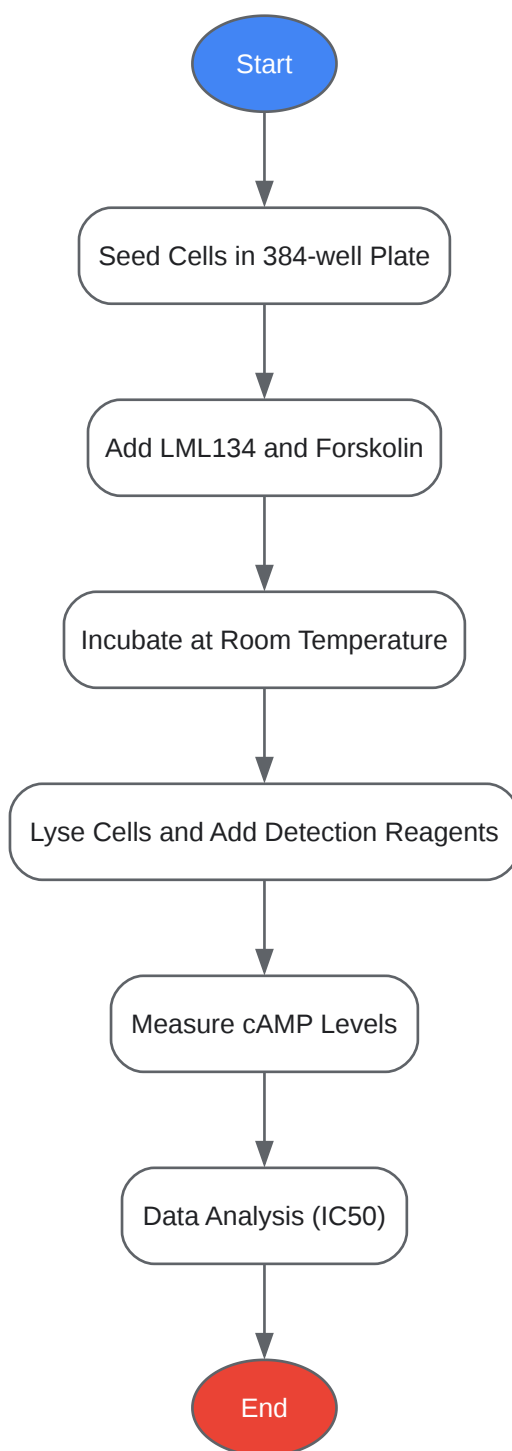 Start
Seed Cells in 384-well Plate
Add LML134 and Forskolin
Incubate at Room Temperature
Lyse Cells and Add Detection Reagents
Measure cAMP Levels
Data Analysis (IC50)
End